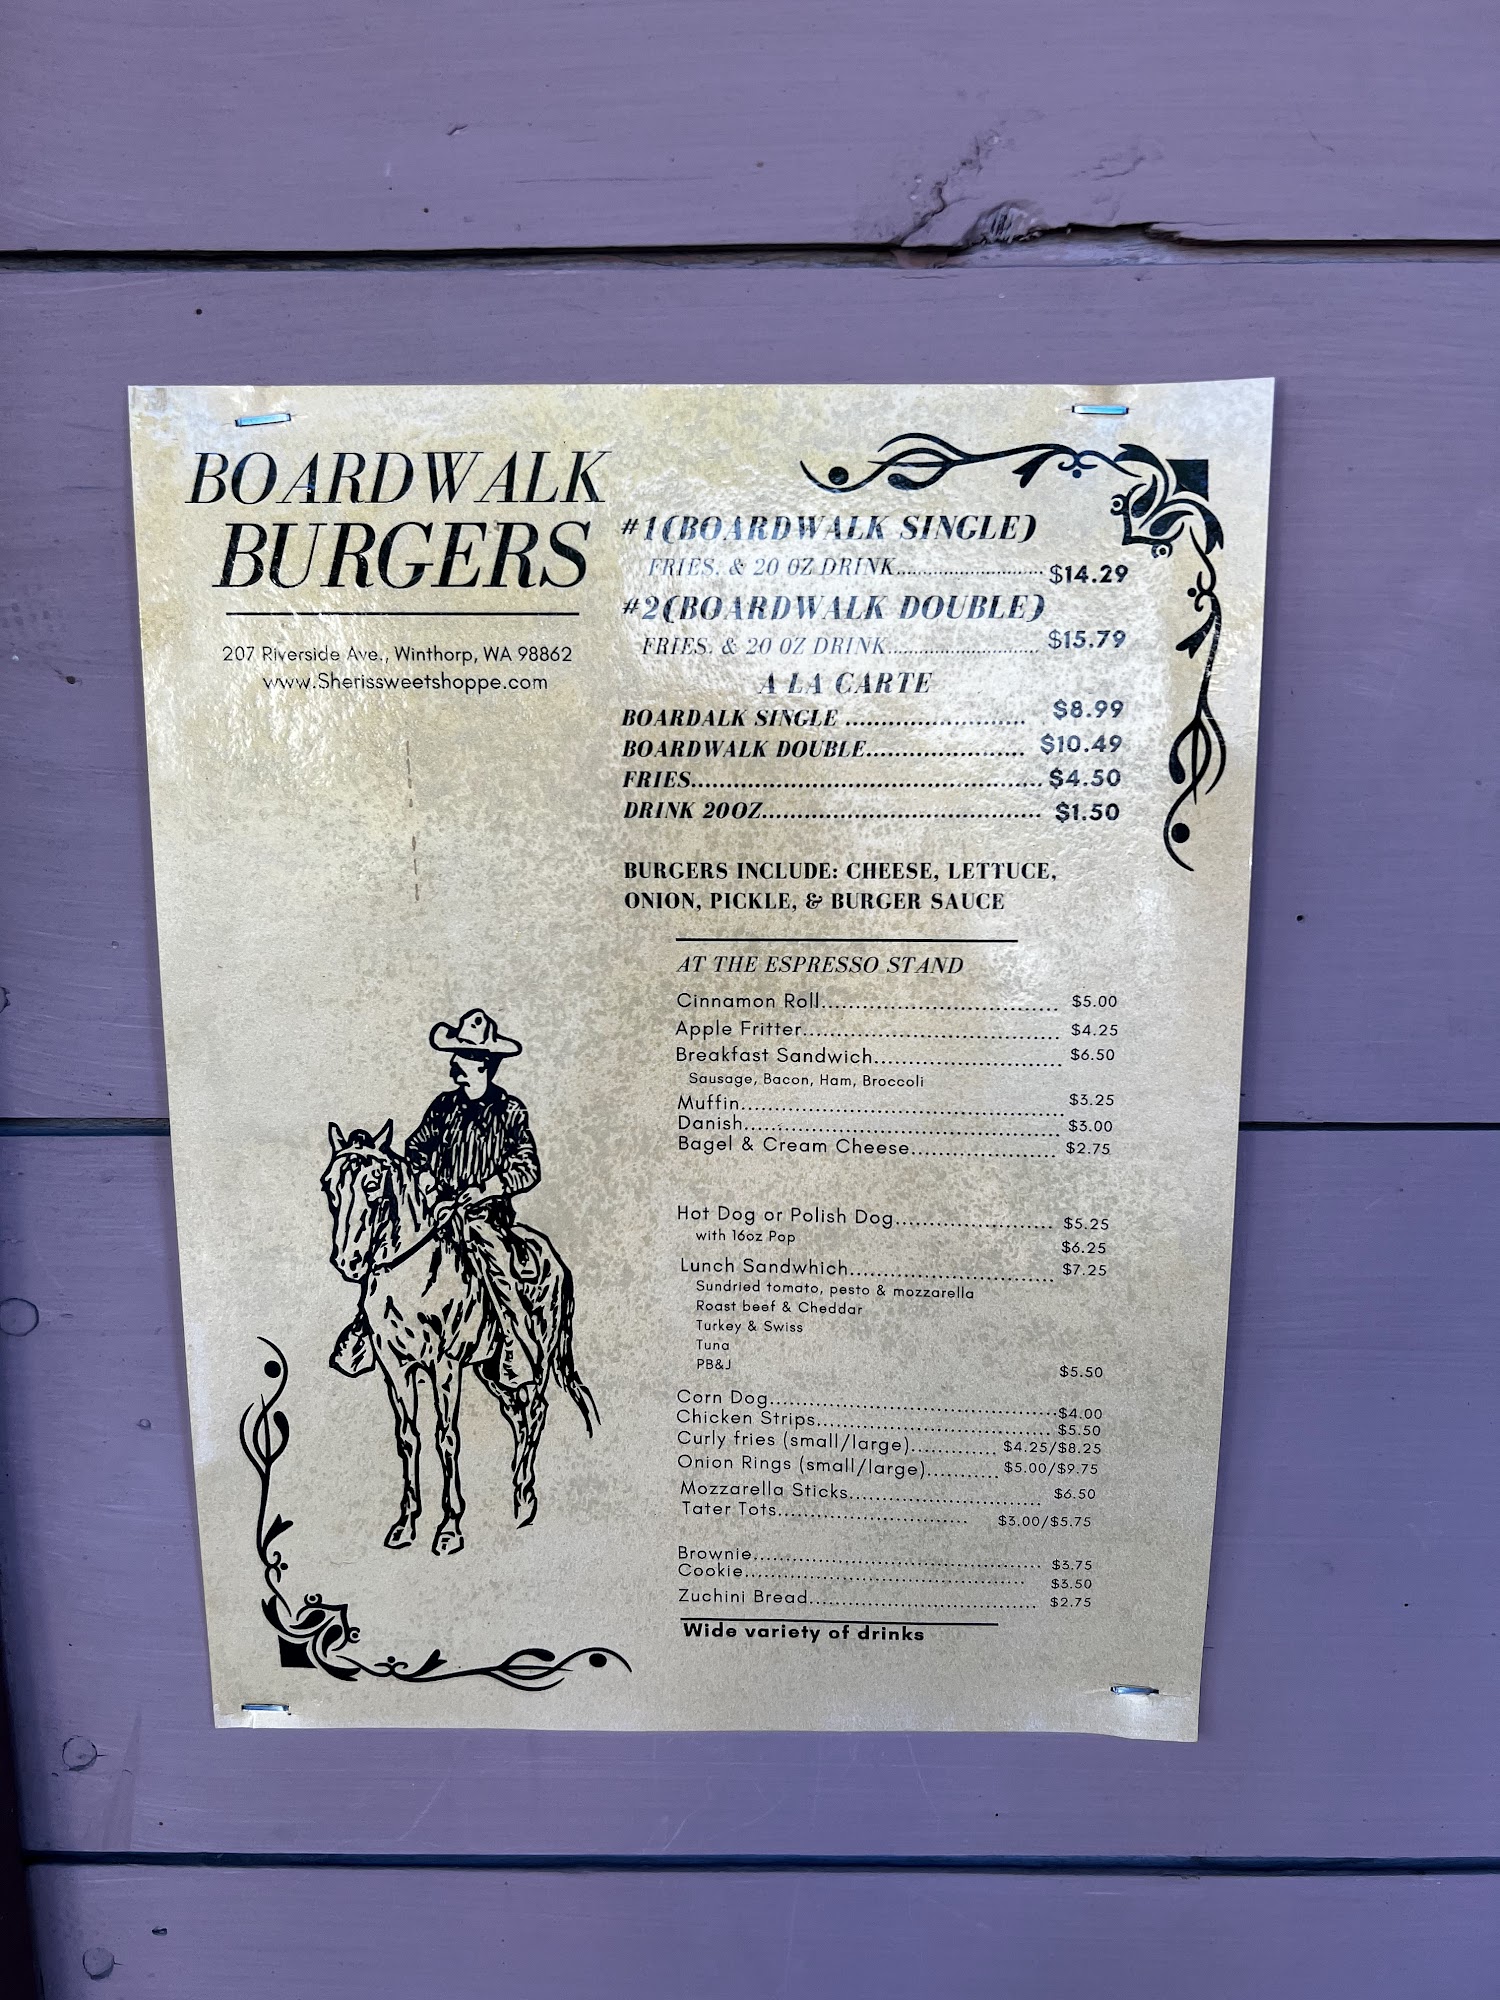 BOARDWALK
BURGERS
207 Riverside Ave., Winthorp, WA 98862
www.Sherissweetshoppe.com
#1(BOARDWALK SINGLE)
FRIES. & 20 OZ DRINK............................ $14.29
#2(BOARDWALK DOUBLE)
FRIES. & 20 OZ DRINK............................ $15.79
A LA CARTE
BOARDALK SINGLE ......................... $8.99
BOARDWALK DOUBLE...................... $10.49
FRIES................................................ $4.50
DRINK 20OZ....................................... $1.50
BURGERS INCLUDE: CHEESE, LETTUCE,
ONION, PICKLE, & BURGER SAUCE
AT THE ESPRESSO STAND
Cinnamon Roll.................................. $5.00
Apple Fritter..................................... $4.25
Breakfast Sandwich........................... $6.50
Sausage, Bacon, Ham, Broccoli
Muffin.............................................. $3.25
Danish............................................. $3.00
Bagel & Cream Cheese..................... $2.75
Hot Dog or Polish Dog....................... $5.25
with 16oz Pop $6.25
Lunch Sandwhich.............................. $7.25
Sundried tomato, pesto & mozzarella
Roast beef & Cheddar
Turkey & Swiss
Tuna
PB&J $5.50
Corn Dog......................................... $4.00
Chicken Strips.................................. $5.50
Curly fries (small/large)............ $4.25/$8.25
Onion Rings (small/large).......... $5.00/$9.75
Mozzarella Sticks............................. $6.50
Tater Tots............................ $3.00/$5.75
Brownie........................................... $3.75
Cookie............................................ $3.50
Zuchini Bread.................................. $2.75
Wide variety of drinks